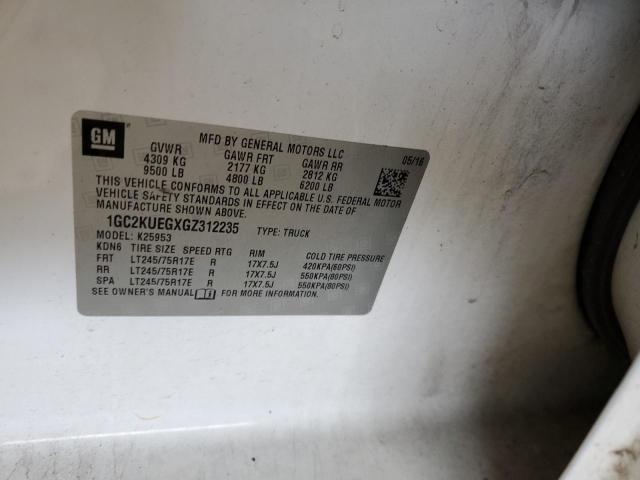 GM
MFD BY GENERAL MOTORS LLC
05/16
GVWR GAWR FRT GAWR RR
4309 KG 2177 KG 2812 KG
9500 LB 4800 LB 6200 LB
THIS VEHICLE CONFORMS TO ALL APPLICABLE U.S. FEDERAL MOTOR
VEHICLE SAFETY STANDARDS IN EFFECT ON THE DATE OF
MANUFACTURE SHOWN ABOVE.
1GC2KUEGXGZ312235 TYPE: TRUCK
MODEL: K25953
KDN6 TIRE SIZE SPEED RTG RIM COLD TIRE PRESSURE
FRT LT245/75R17E R 17X7.5J 420KPA(60PSI)
RR LT245/75R17E R 17X7.5J 550KPA(80PSI)
SPA LT245/75R17E R 17X7.5J 550KPA(80PSI)
SEE OWNER'S MANUAL FOR MORE INFORMATION.